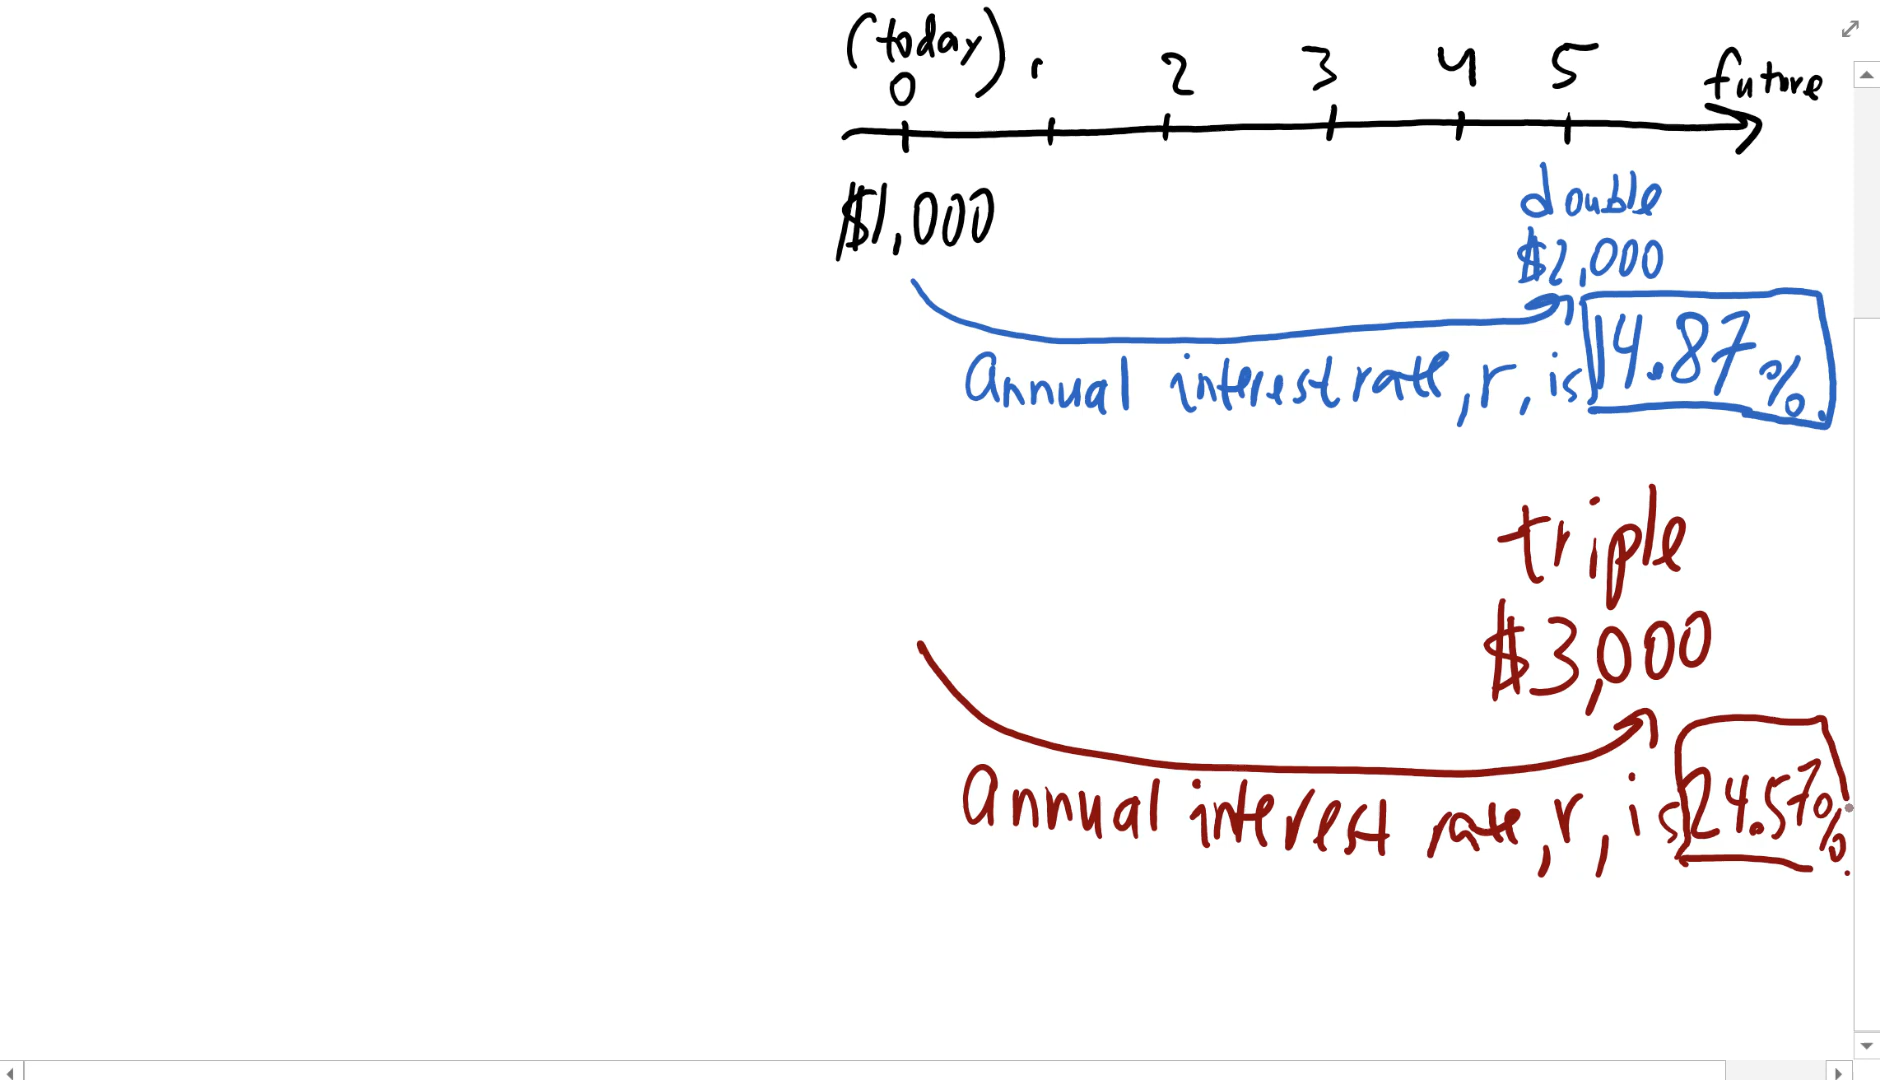 (today)
0 1 2 3 4 5 future
$1,000
double
$2,000
Annual interest rate, r, is 14.87%.
triple
$3,000
Annual interest rate, r, is 24.57%.